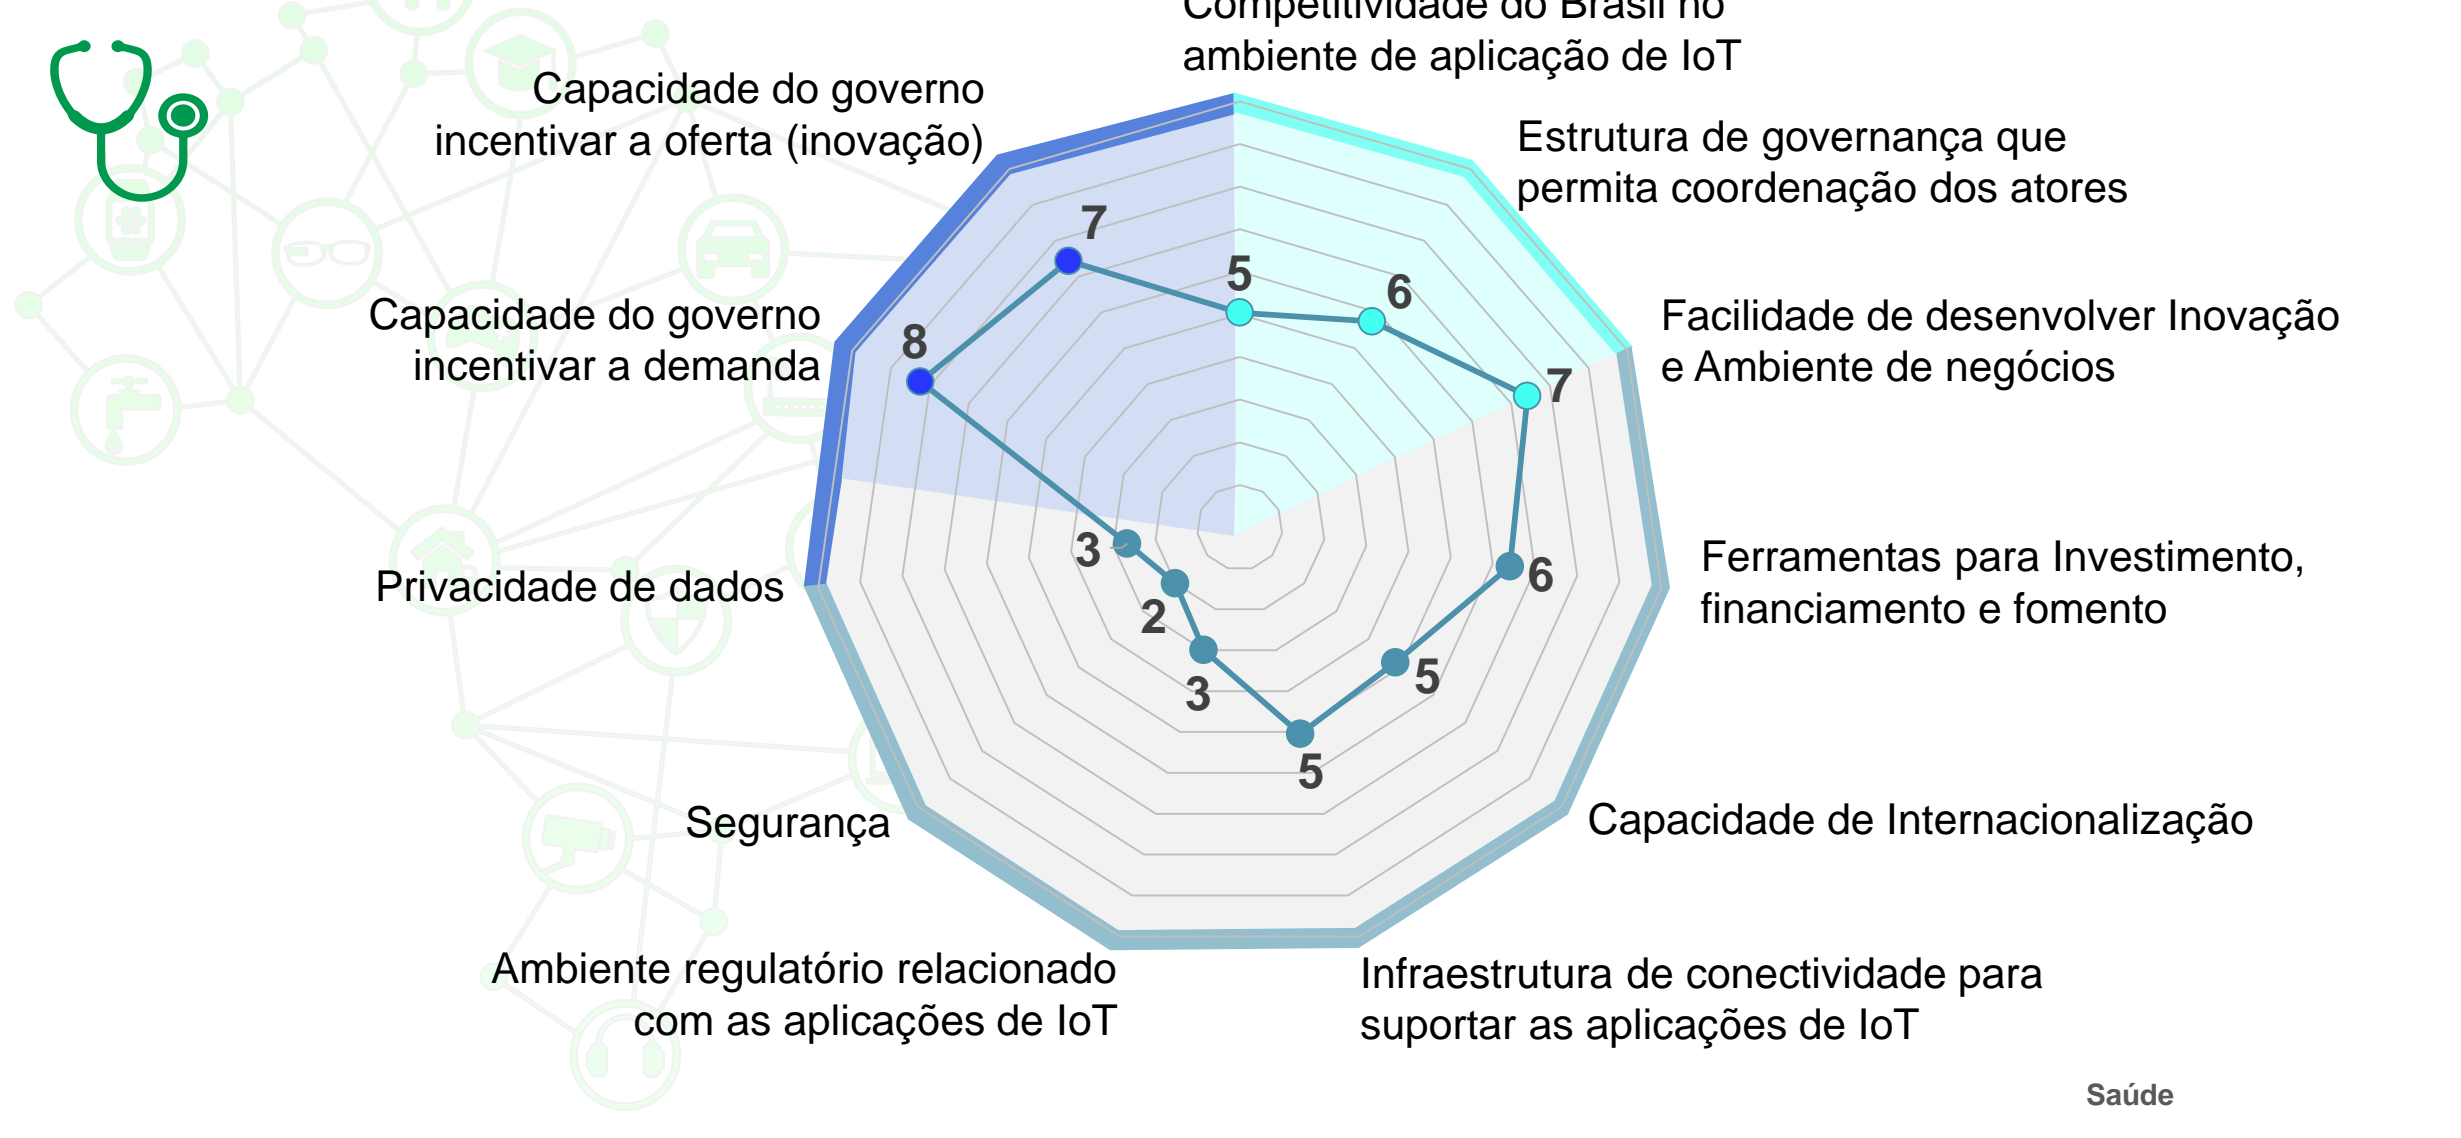 Competitividade do Brasil no
ambiente de aplicação de IoT
Capacidade do governo
incentivar a oferta (inovação)
Estrutura de governança que
permita coordenação dos atores
7
5
6
Capacidade do governo
incentivar a demanda
8
Facilidade de desenvolver Inovação
e Ambiente de negócios
7
3
Privacidade de dados
2
6
Ferramentas para Investimento,
financiamento e fomento
3
5
5
Segurança
Capacidade de Internacionalização
Ambiente regulatório relacionado
com as aplicações de IoT
Infraestrutura de conectividade para
suportar as aplicações de IoT
Saúde